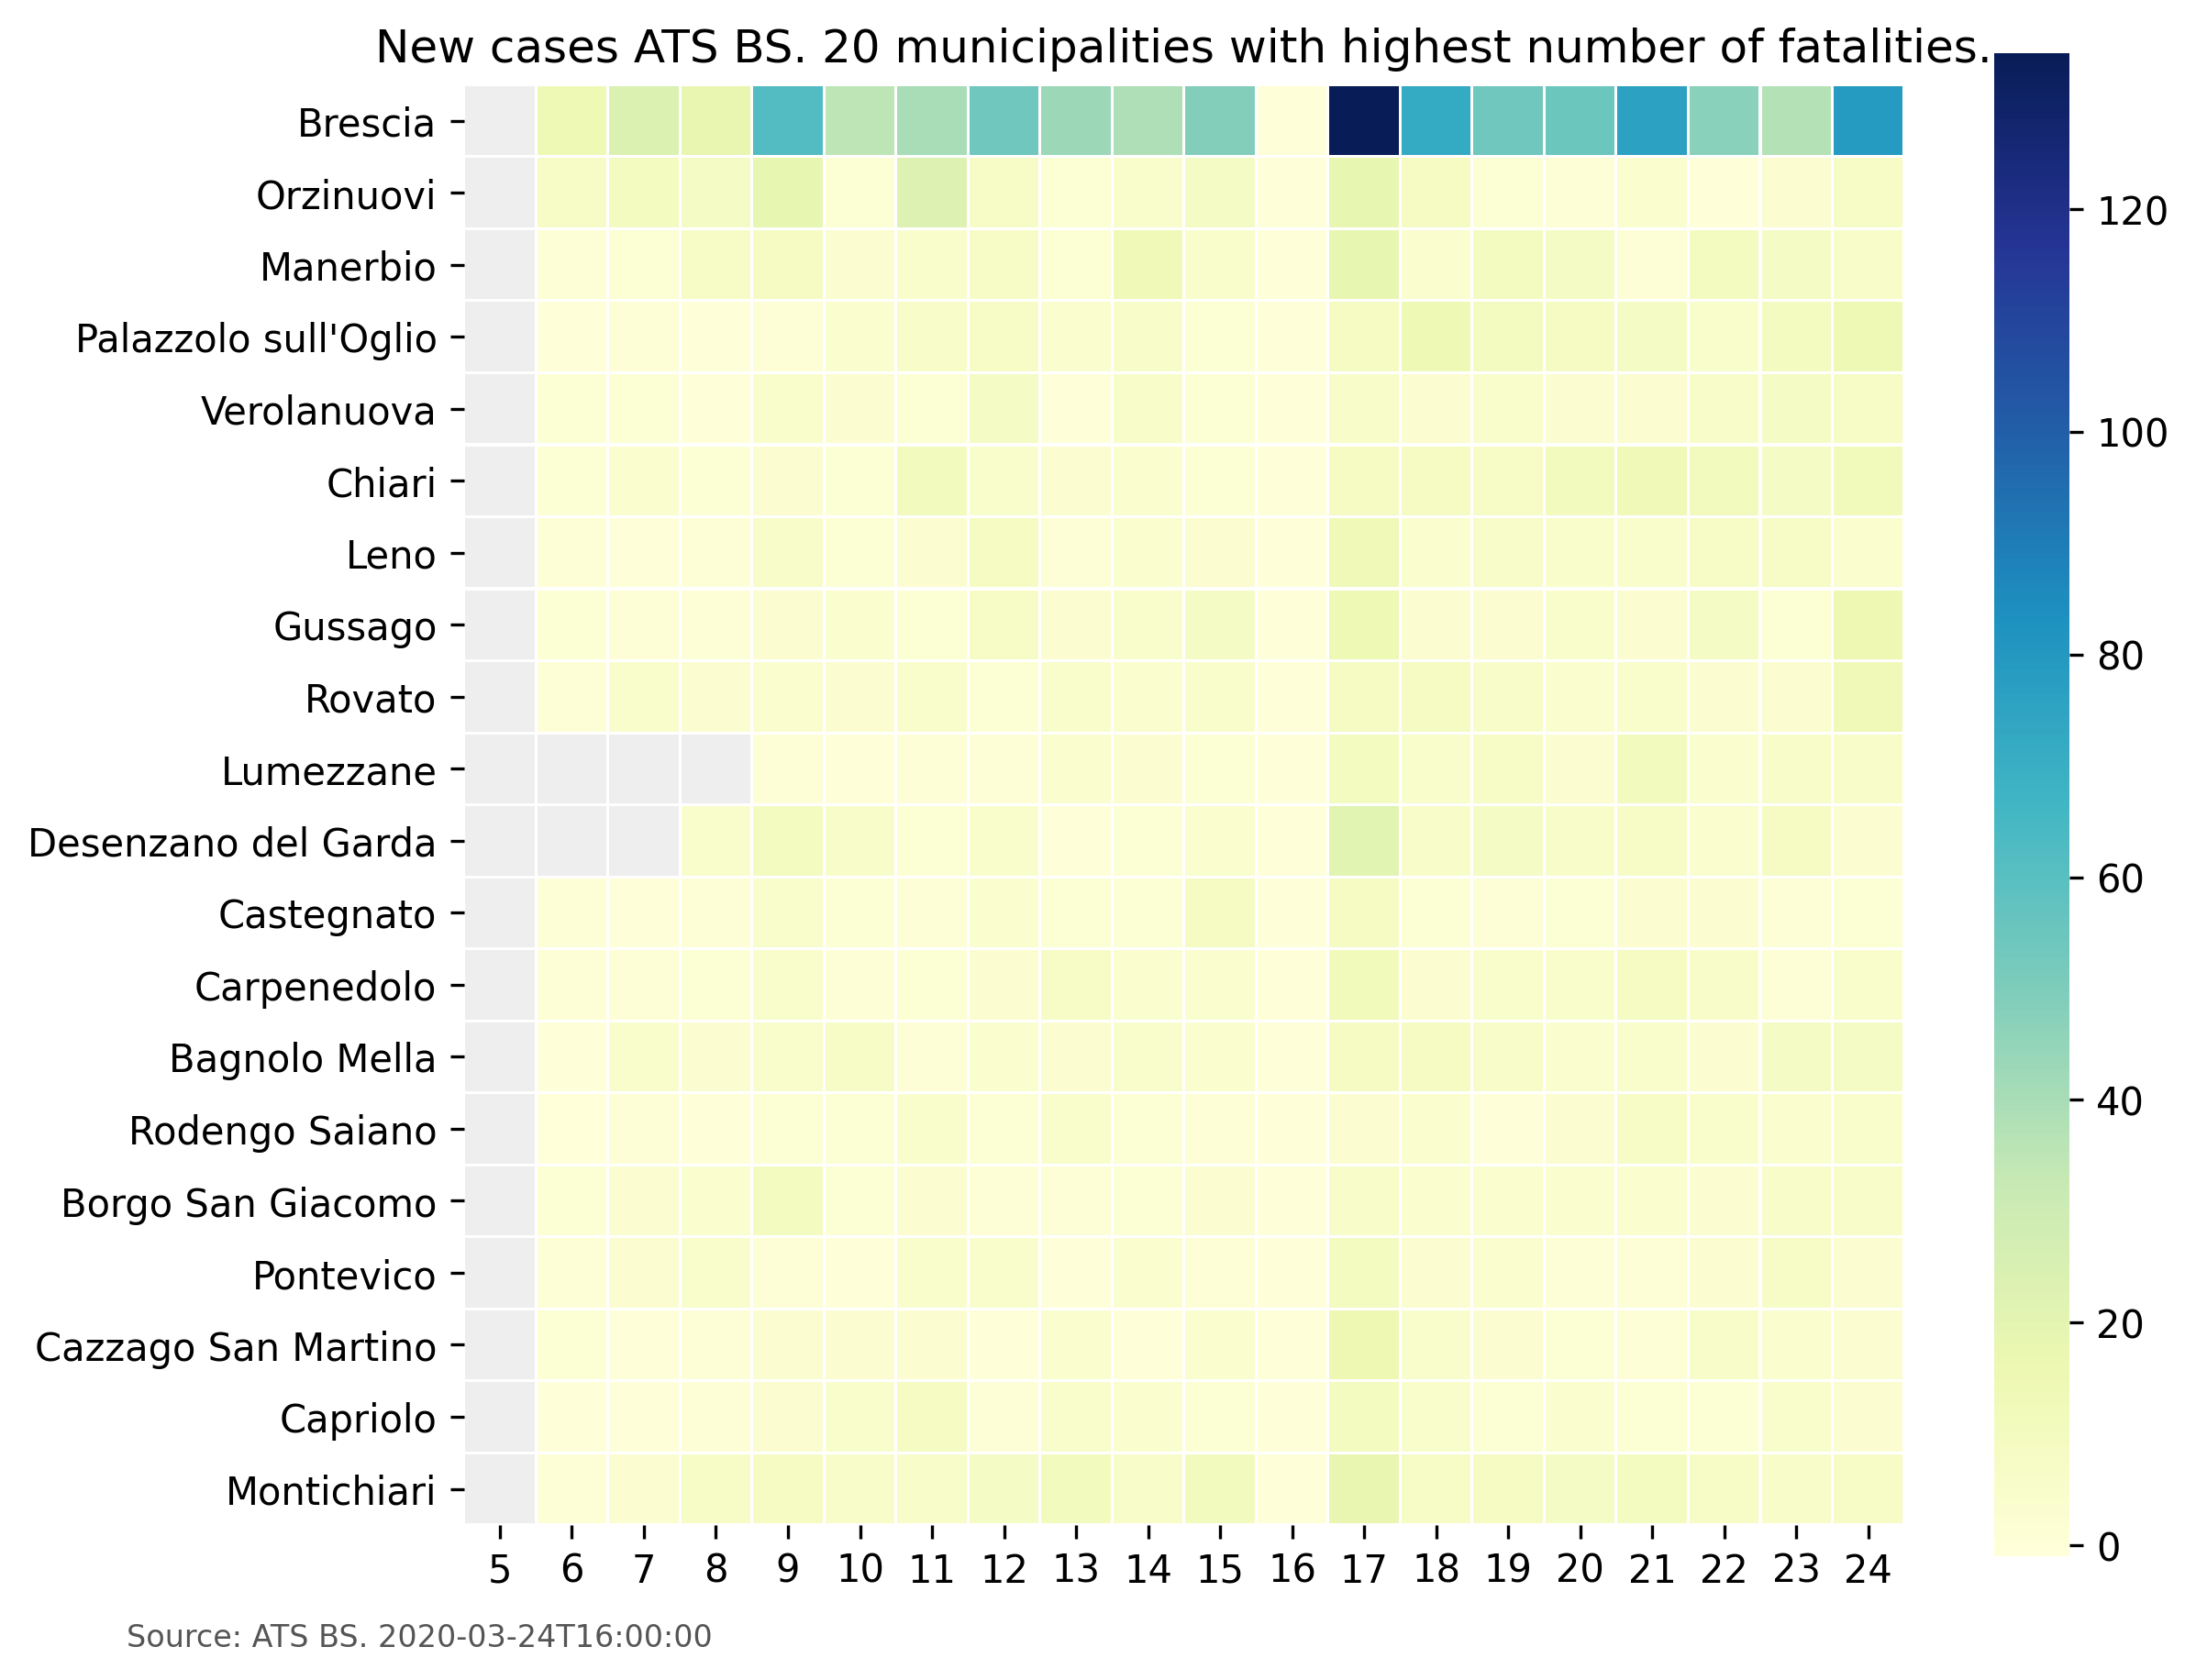 New cases ATS BS. 20 municipalities with highest number of fatalities.
Brescia
Orzinuovi
Manerbio
Palazzolo sull'Oglio
Verolanuova
Chiari
Leno
Gussago
Rovato
Lumezzane
Desenzano del Garda
Castegnato
Carpenedolo
Bagnolo Mella
Rodengo Saiano
Borgo San Giacomo
Pontevico
Cazzago San Martino
Capriolo
Montichiari
5 6 7 8 9 10 11 12 13 14 15 16 17 18 19 20 21 22 23 24
120
100
80
60
40
20
0
Source: ATS BS. 2020-03-24T16:00:00